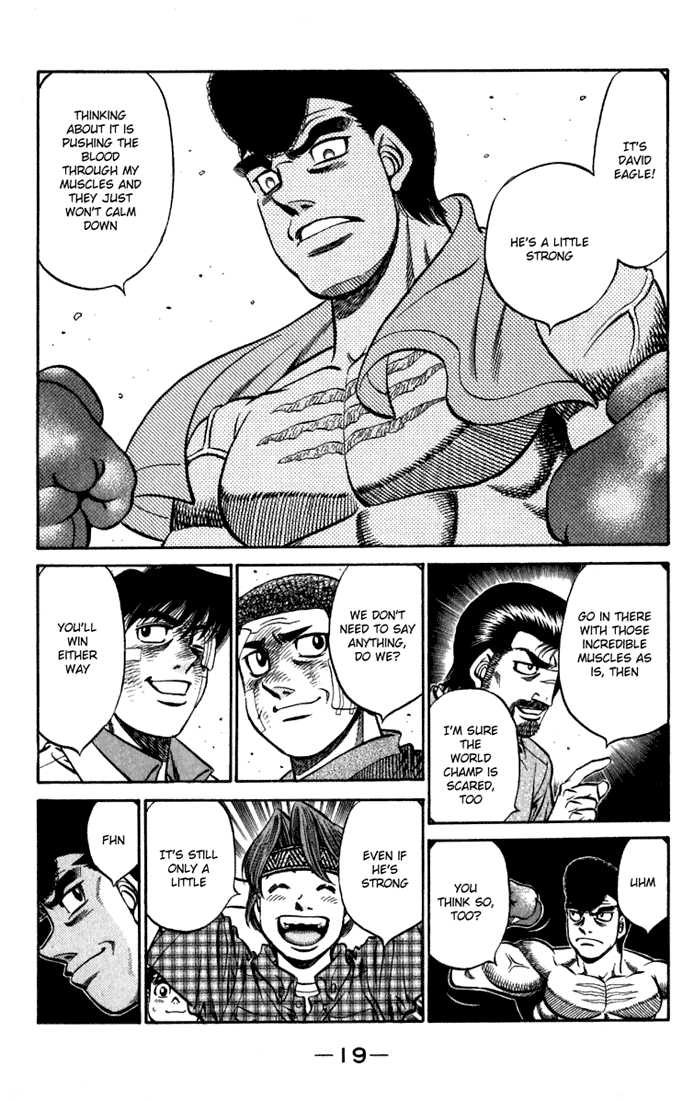 IT'S
DAVID
EAGLE!
HE'S A LITTLE
STRONG
THINKING
ABOUT IT IS
PUSHING THE
BLOOD
THROUGH MY
MUSCLES AND
THEY JUST
WON'T CALM
DOWN
GO IN THERE
WITH THOSE
INCREDIBLE
MUSCLES AS
IS, THEN
I'M SURE
THE
WORLD
CHAMP IS
SCARED,
TOO
WE DON'T
NEED TO SAY
ANYTHING,
DO WE?
YOU'LL
WIN
EITHER
WAY
UHM
YOU
THINK SO,
TOO?
EVEN IF
HE'S
STRONG
IT'S STILL
ONLY A
LITTLE
FHN
—19—